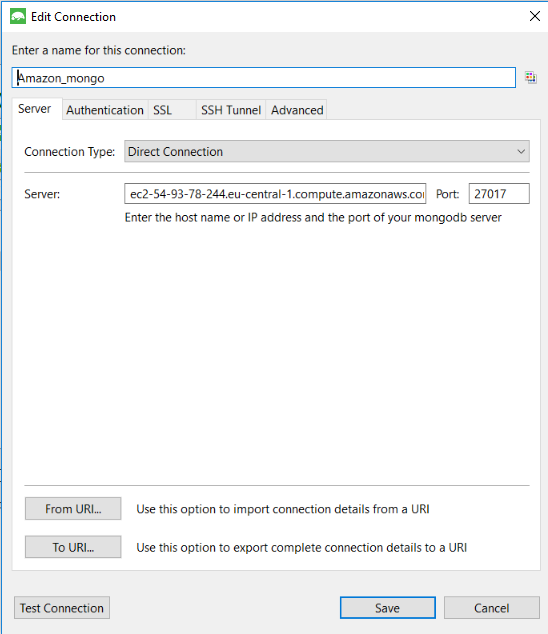 Edit Connection
Enter a name for this connection:
Amazon_mongo
Server Authentication SSL SSH Tunnel Advanced
Connection Type: Direct Connection
Server: ec2-54-93-78-244.eu-central-1.compute.amazonaws.co Port: 27017
Enter the host name or IP address and the port of your mongodb server
From URI... Use this option to import connection details from a URI
To URI... Use this option to export complete connection details to a URI
Test Connection Save Cancel